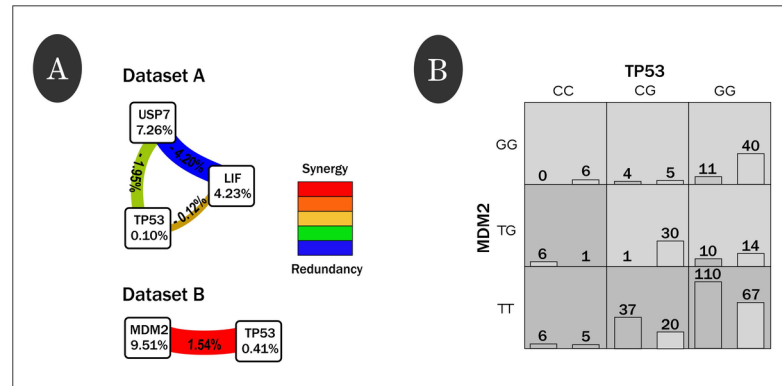 A
Dataset A
USP7
7.26%
- 1.95%
- 4.20%
LIF
4.23%
- 0.12%
TP53
0.10%
Synergy
Redundancy
Dataset B
MDM2
9.51%
1.54%
TP53
0.41%
B
TP53
CC CG GG
MDM2
GG
0 6 4 5 11 40
TG
6 1 1 30 10 14
TT
6 5 37 20 110 67